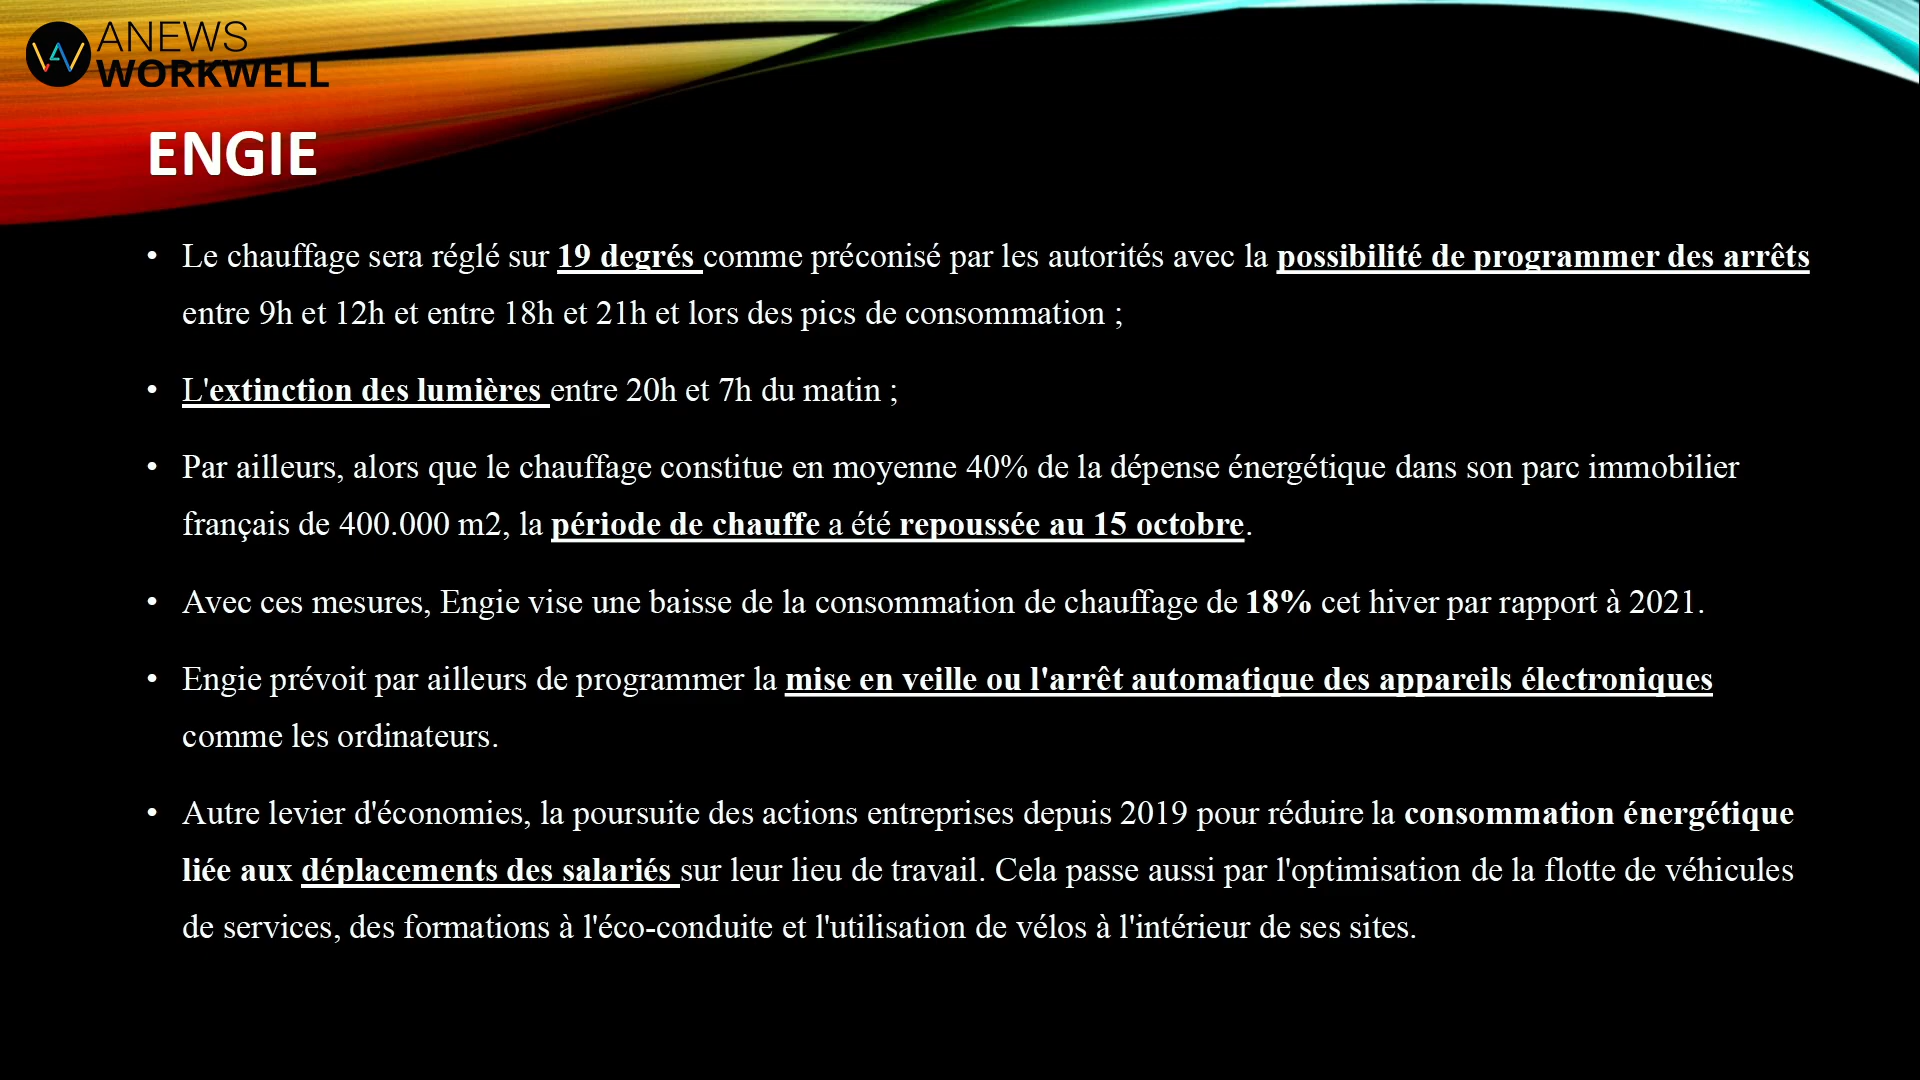 ANEWS
WORKWELL
ENGIE
• Le chauffage sera réglé sur 19 degrés comme préconisé par les autorités avec la possibilité de programmer des arrêts
entre 9h et 12h et entre 18h et 21h et lors des pics de consommation ;
• L'extinction des lumières entre 20h et 7h du matin ;
• Par ailleurs, alors que le chauffage constitue en moyenne 40% de la dépense énergétique dans son parc immobilier
français de 400.000 m2, la période de chauffe a été repoussée au 15 octobre.
• Avec ces mesures, Engie vise une baisse de la consommation de chauffage de 18% cet hiver par rapport à 2021.
• Engie prévoit par ailleurs de programmer la mise en veille ou l'arrêt automatique des appareils électroniques
comme les ordinateurs.
• Autre levier d'économies, la poursuite des actions entreprises depuis 2019 pour réduire la consommation énergétique
liée aux déplacements des salariés sur leur lieu de travail. Cela passe aussi par l'optimisation de la flotte de véhicules
de services, des formations à l'éco-conduite et l'utilisation de vélos à l'intérieur de ses sites.